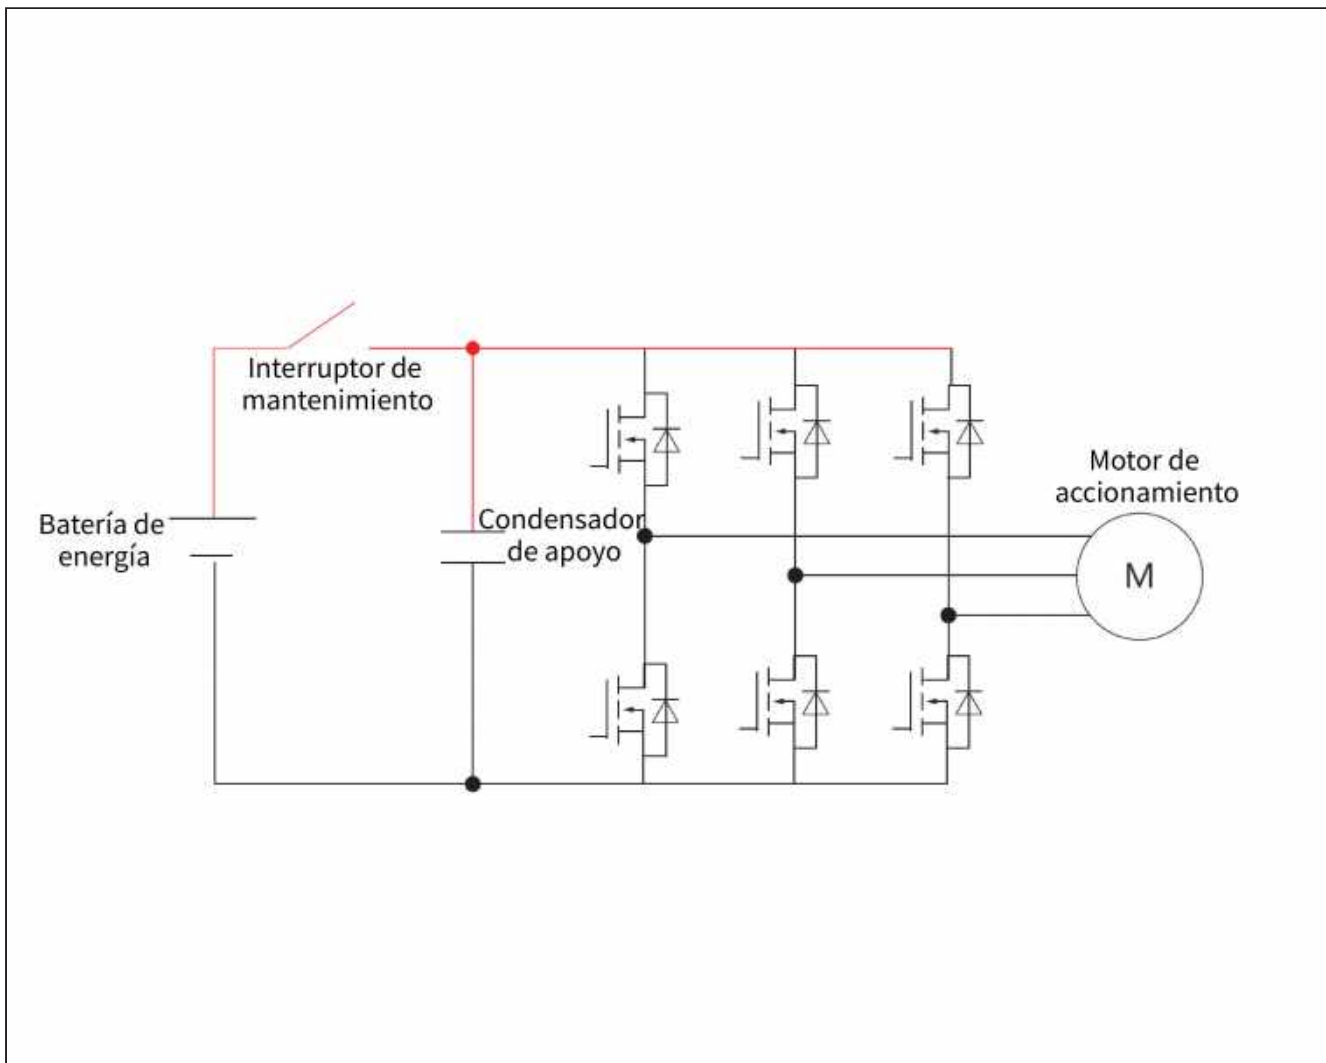 Interruptor de
mantenimiento
Motor de
accionamiento
Batería de
energía
Condensador
de apoyo
M